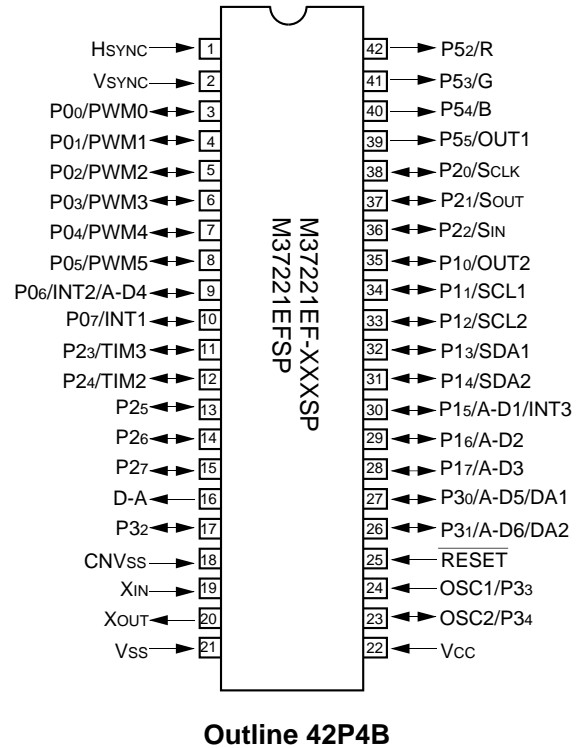 HSYNC 1 42 P52/R
VSYNC 2 41 P53/G
P00/PWM0 3 40 P54/B
P01/PWM1 4 39 P55/OUT1
P02/PWM2 5 38 P20/SCLK
P03/PWM3 6 37 P21/SOUT
P04/PWM4 7 36 P22/SIN
P05/PWM5 8 35 P10/OUT2
P06/INT2/A-D4 9 34 P11/SCL1
P07/INT1 10 33 P12/SCL2
P23/TIM3 11 32 P13/SDA1
P24/TIM2 12 31 P14/SDA2
P25 13 30 P15/A-D1/INT3
P26 14 29 P16/A-D2
P27 15 28 P17/A-D3
D-A 16 27 P30/A-D5/DA1
P32 17 26 P31/A-D6/DA2
CNVSS 18 25 RESET
XIN 19 24 OSC1/P33
XOUT 20 23 OSC2/P34
VSS 21 22 VCC
M37221EF-XXXSP
M37221EFSP
Outline 42P4B